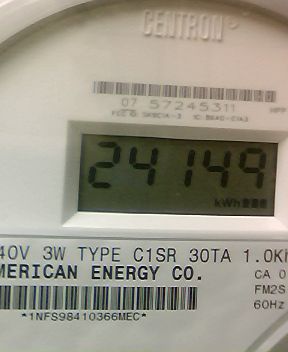 CENTRON
07 57245311
24149
kWh
40V 3W TYPE C1SR 30TA 1.0Kh
MERICAN ENERGY CO.
CA 0
FM2S
60Hz
*1NFS98410366MEC*